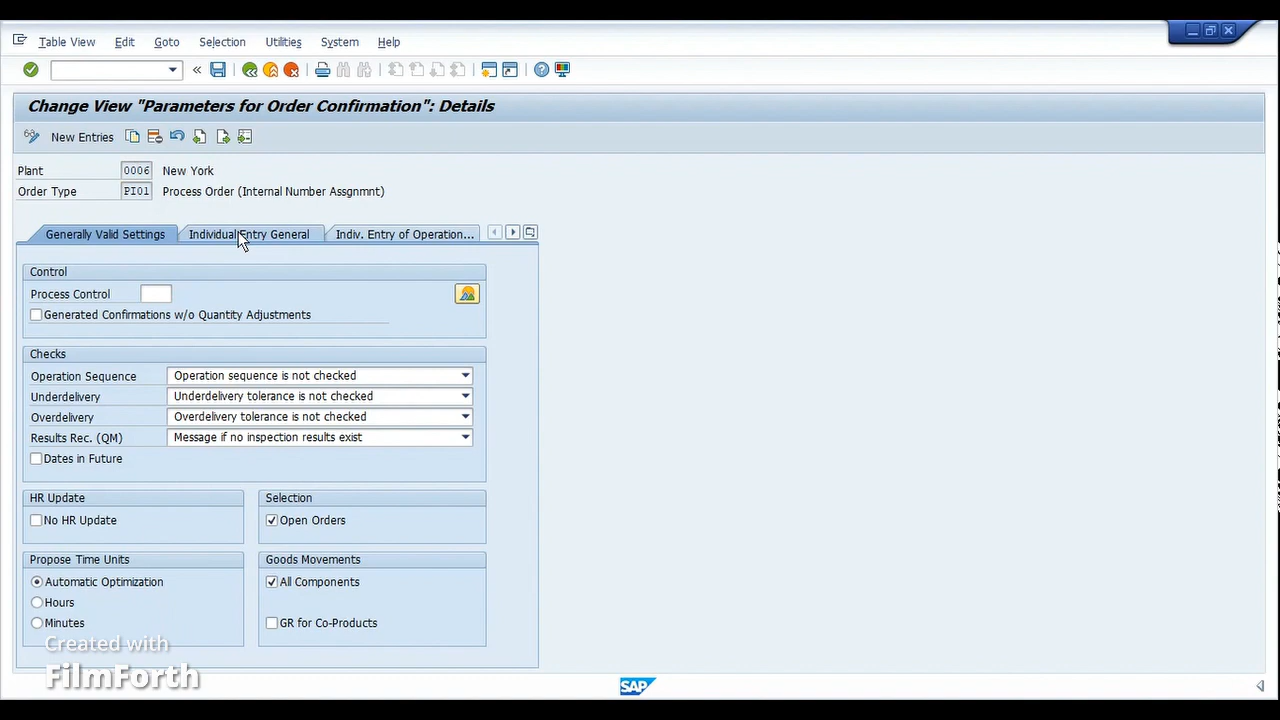 Table View Edit Goto Selection Utilities System Help
Change View "Parameters for Order Confirmation": Details
New Entries
Plant 0006 New York
Order Type PI01 Process Order (Internal Number Assgnmnt)
Generally Valid Settings Individual Entry General Indiv. Entry of Operation...
Control
Process Control
Generated Confirmations w/o Quantity Adjustments
Checks
Operation Sequence Operation sequence is not checked
Underdelivery Underdelivery tolerance is not checked
Overdelivery Overdelivery tolerance is not checked
Results Rec. (QM) Message if no inspection results exist
Dates in Future
HR Update Selection
No HR Update Open Orders
Propose Time Units Goods Movements
Automatic Optimization All Components
Hours
Minutes GR for Co-Products
Created with
FilmForth
SAP